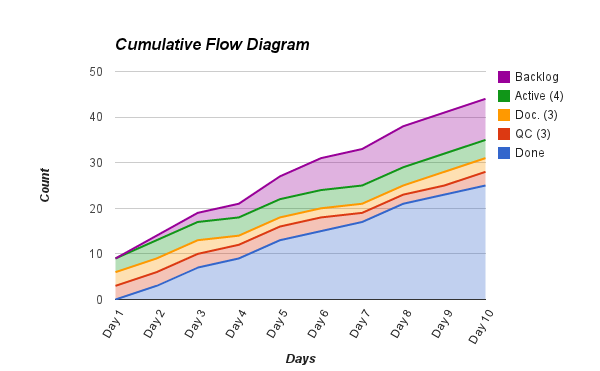 Cumulative Flow Diagram
50
40
30
20
10
0
Count
Backlog
Active (4)
Doc. (3)
QC (3)
Done
Day 1
Day 2
Day 3
Day 4
Day 5
Day 6
Day 7
Day 8
Day 9
Day 10
Days